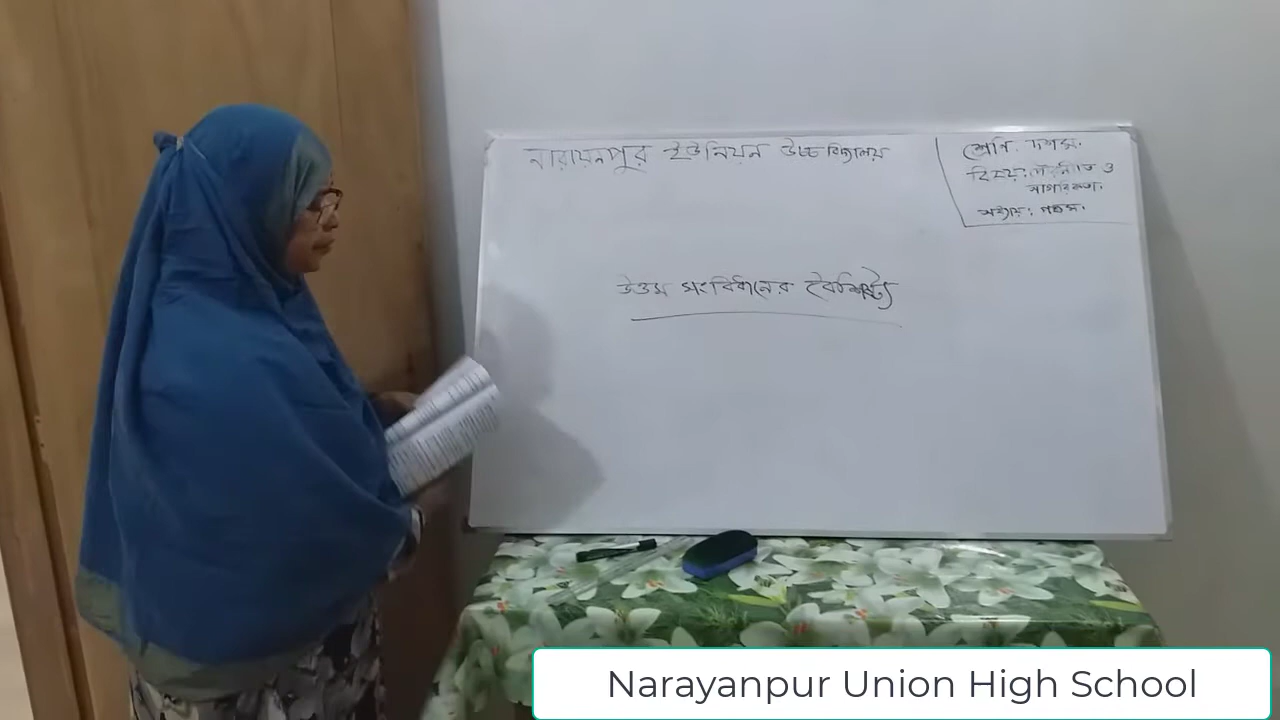 নারায়নপুর ইউনিয়ন উচ্চ বিদ্যালয়
শ্রেণি: দশম.
বিষয়: পৌরনীতি ও
নাগরিকতা.
অধ্যায়: পঞ্চম.
উত্তম সংবিধানের বৈশিষ্ট্য
Narayanpur Union High School